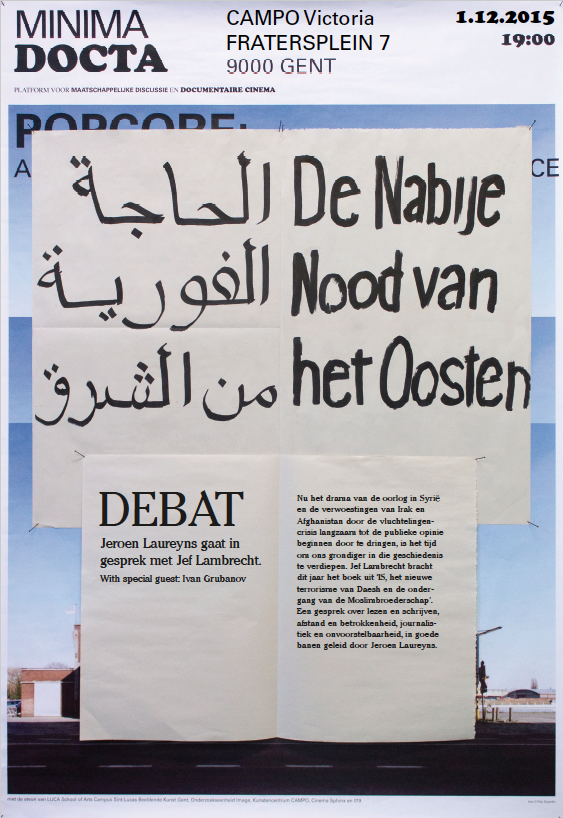 MINIMA
DOCTA
PLATFORM VOOR MAATSCHAPPELIJKE DISCUSSIE EN DOCUMENTAIRE CINEMA
CAMPO Victoria
FRATERSPLEIN 7
9000 GENT
1.12.2015
19:00
POPCORE:
A
CE
الحاجة
الفورية
من الشرق
De Nabije
Nood van
het Oosten
DEBAT
Jeroen Laureyns gaat in
gesprek met Jef Lambrecht.
With special guest: Ivan Grubanov
Nu het drama van de oorlog in Syrië
en de verwoestingen van Irak en
Afghanistan door de vluchtelingen-
crisis langzaam tot de publieke opinie
beginnen door te dringen, is het tijd
om ons grondiger in die geschiedenis
te verdiepen. Jef Lambrecht bracht
dit jaar het boek uit 'IS, het nieuwe
terrorisme van Daesh en de onder-
gang van de Moslimbroederschap'.
Een gesprek over lezen en schrijven,
afstand en betrokkenheid, journalis-
tiek en onvoorstelbaarheid, in goede
banen geleid door Jeroen Laureyns.
met de steun van LUCA School of Arts Campus Sint-Lucas Beeldende Kunst Gent, Onderzoekseenheid Image, Kunstencentrum CAMPO, Cinema Sphinx en 019